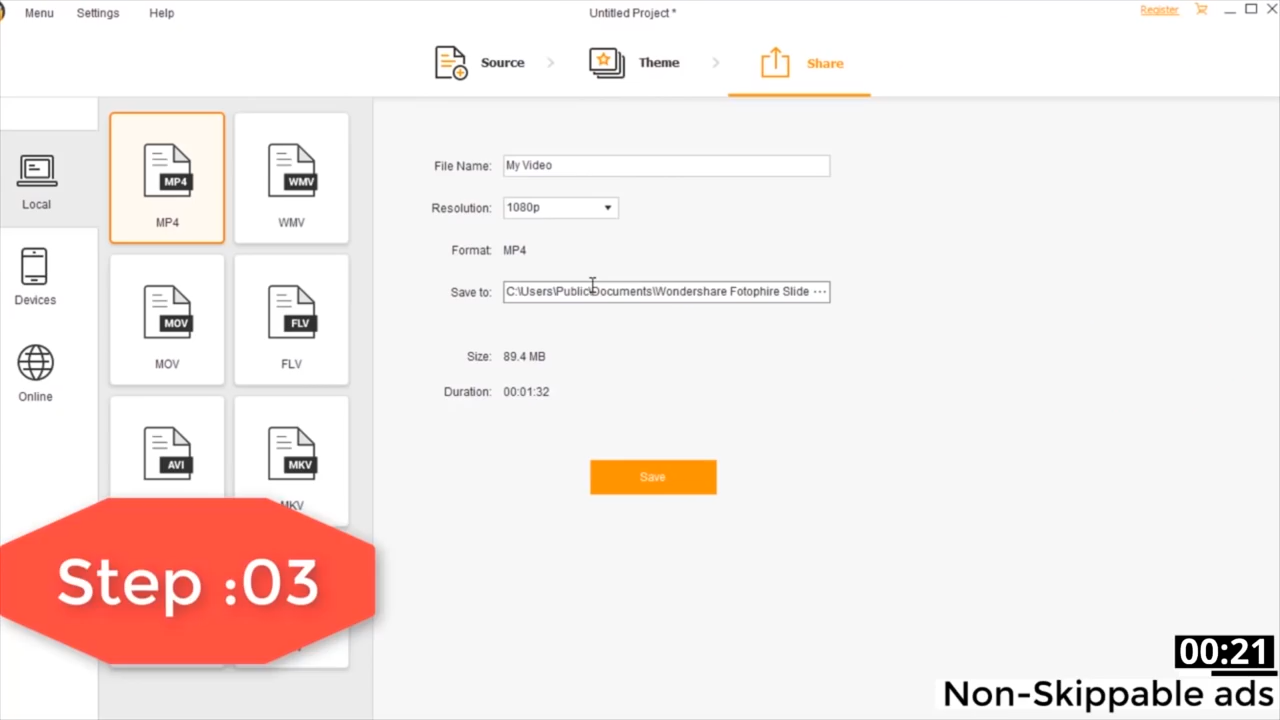 Menu Settings Help Untitled Project * Register
Source Theme Share
Local
Devices
Online
MP4
MP4
WMV
WMV
MOV
MOV
FLV
FLV
AVI
MKV
MKV
File Name: My Video
Resolution: 1080p
Format: MP4
Save to: C:\Users\Public\Documents\Wondershare Fotophire Slide ...
Size: 89.4 MB
Duration: 00:01:32
Save
Step :03
00:21
Non-Skippable ads